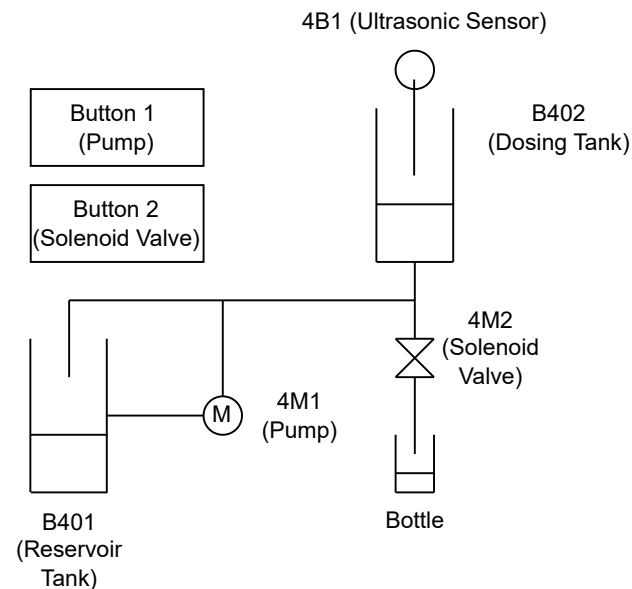 4B1 (Ultrasonic Sensor)
Button 1
(Pump)
B402
(Dosing Tank)
Button 2
(Solenoid Valve)
4M2
(Solenoid
Valve)
4M1
(Pump)
M
B401
(Reservoir
Tank)
Bottle